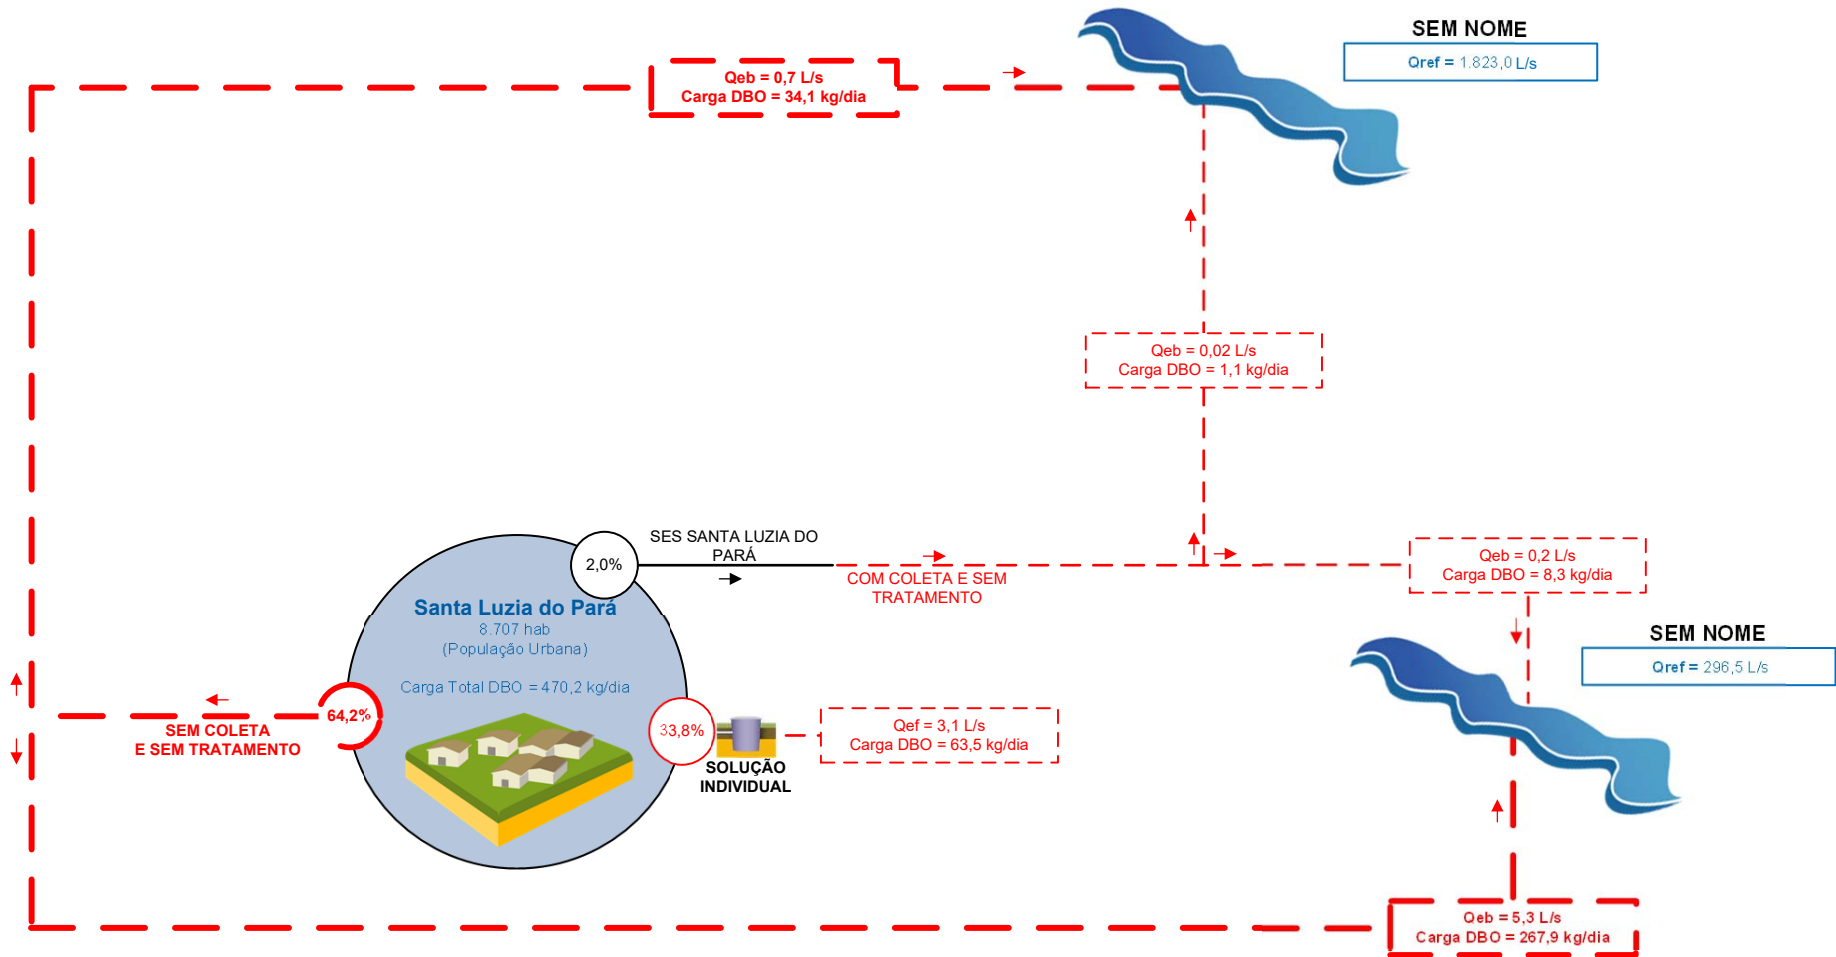 SEM NOME
Qref = 1.823,0 L/s
Qeb = 0,7 L/s
Carga DBO = 34,1 kg/dia
Qeb = 0,02 L/s
Carga DBO = 1,1 kg/dia
SES SANTA LUZIA DO
PARÁ
2,0%
COM COLETA E SEM
TRATAMENTO
Qeb = 0,2 L/s
Carga DBO = 8,3 kg/dia
Santa Luzia do Pará
8.707 hab
(População Urbana)
Carga Total DBO = 470,2 kg/dia
SEM NOME
Qref = 296,5 L/s
64,2%
SEM COLETA
E SEM TRATAMENTO
33,8%
SOLUÇÃO
INDIVIDUAL
Qef = 3,1 L/s
Carga DBO = 63,5 kg/dia
Qeb = 5,3 L/s
Carga DBO = 267,9 kg/dia